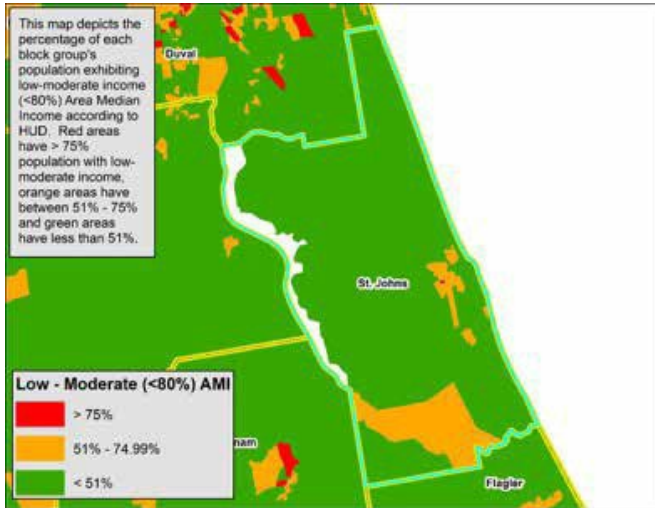 This map depicts the
percentage of each
block group's
population exhibiting
low-moderate income
(<80%) Area Median
Income according to
HUD. Red areas
have > 75%
population with low-
moderate income,
orange areas have
between 51% - 75%
and green areas
have less than 51%.
Duval
St. Johns
Low - Moderate (<80%) AMI
> 75%
51% - 74.99%
< 51%
nam
Flagler